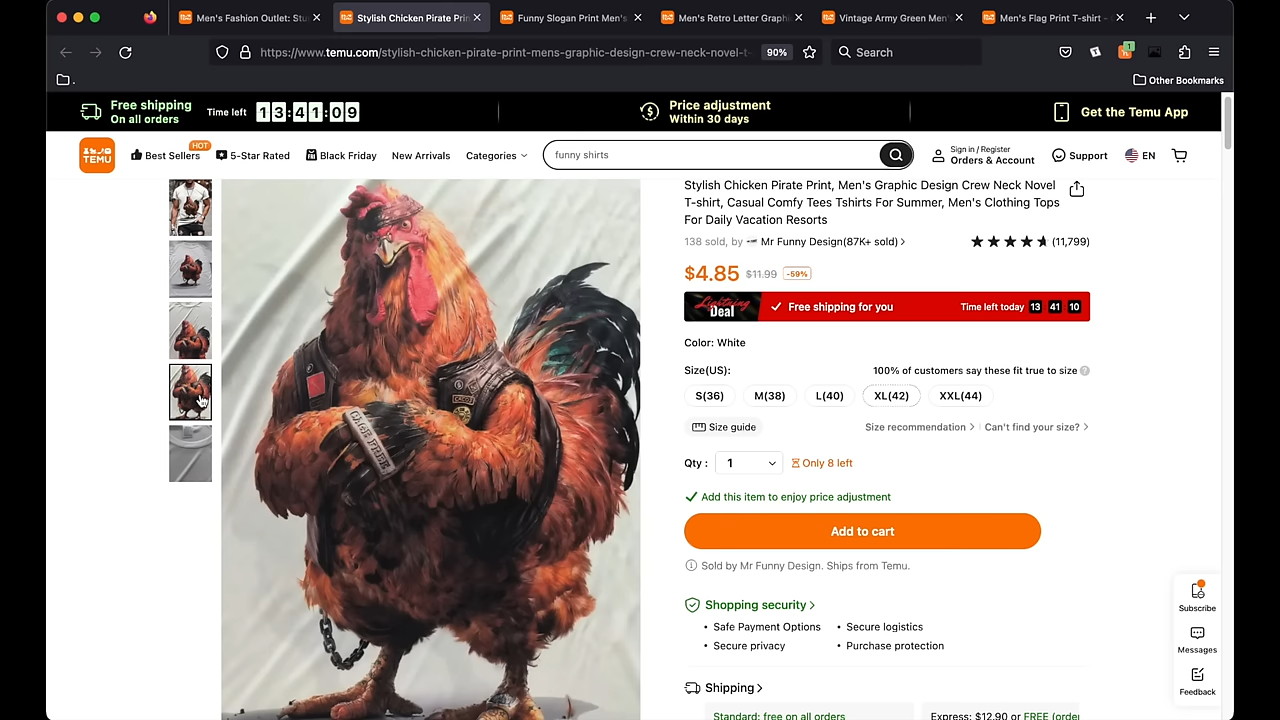 Men's Fashion Outlet: Stu
Stylish Chicken Pirate Prin
Funny Slogan Print Men's
Men's Retro Letter Graphi
Vintage Army Green Men'
Men's Flag Print T-shirt -
https://www.temu.com/stylish-chicken-pirate-print-mens-graphic-design-crew-neck-novel-t-
90%
Search
1
.
Other Bookmarks
Free shipping
On all orders
Time left
13:41:09
Price adjustment
Within 30 days
Get the Temu App
TEMU
Best Sellers
HOT
5-Star Rated
Black Friday
New Arrivals
Categories
funny shirts
Sign in / Register
Orders & Account
Support
EN
Stylish Chicken Pirate Print, Men's Graphic Design Crew Neck Novel
T-shirt, Casual Comfy Tees Tshirts For Summer, Men's Clothing Tops
For Daily Vacation Resorts
138 sold, by Mr Funny Design(87K+ sold) >
(11,799)
$4.85 $11.99 -59%
Lightning
Deal
Free shipping for you
Time left today 13 41 10
Color: White
Size(US):
100% of customers say these fit true to size ?
S(36)
M(38)
L(40)
XL(42)
XXL(44)
Size guide
Size recommendation >
Can't find your size? >
Qty :
1
Only 8 left
Add this item to enjoy price adjustment
Add to cart
Sold by Mr Funny Design. Ships from Temu.
Shopping security >
• Safe Payment Options
• Secure logistics
• Secure privacy
• Purchase protection
Subscribe
Messages
Feedback
Shipping >
Standard: free on all orders
Express: $12.90 or FREE (orde